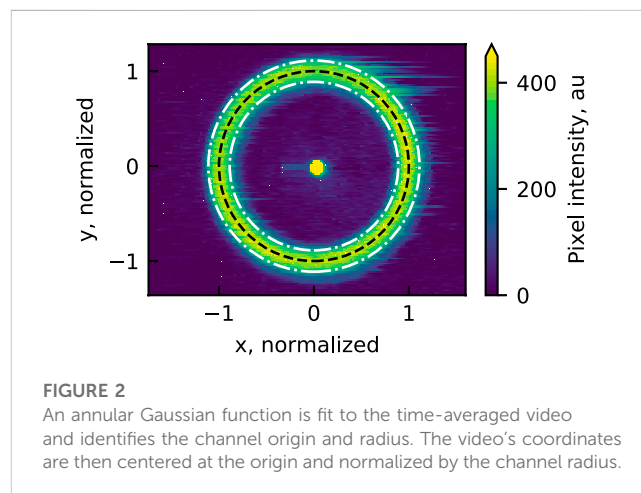 1
0
−1
y, normalized
−1
0
1
x, normalized
400
200
0
Pixel intensity, au
FIGURE 2
An annular Gaussian function is fit to the time-averaged video
and identifies the channel origin and radius. The video's coordinates
are then centered at the origin and normalized by the channel radius.